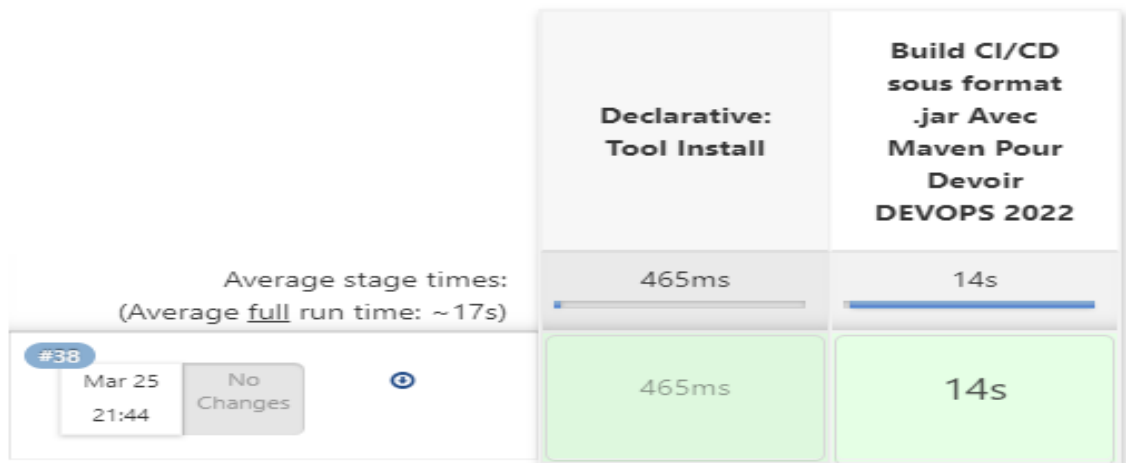 Declarative:
Tool Install
Build CI/CD
sous format
.jar Avec
Maven Pour
Devoir
DEVOPS 2022
Average stage times:
(Average full run time: ~17s)
465ms
14s
#38
Mar 25
21:44
No
Changes
465ms
14s